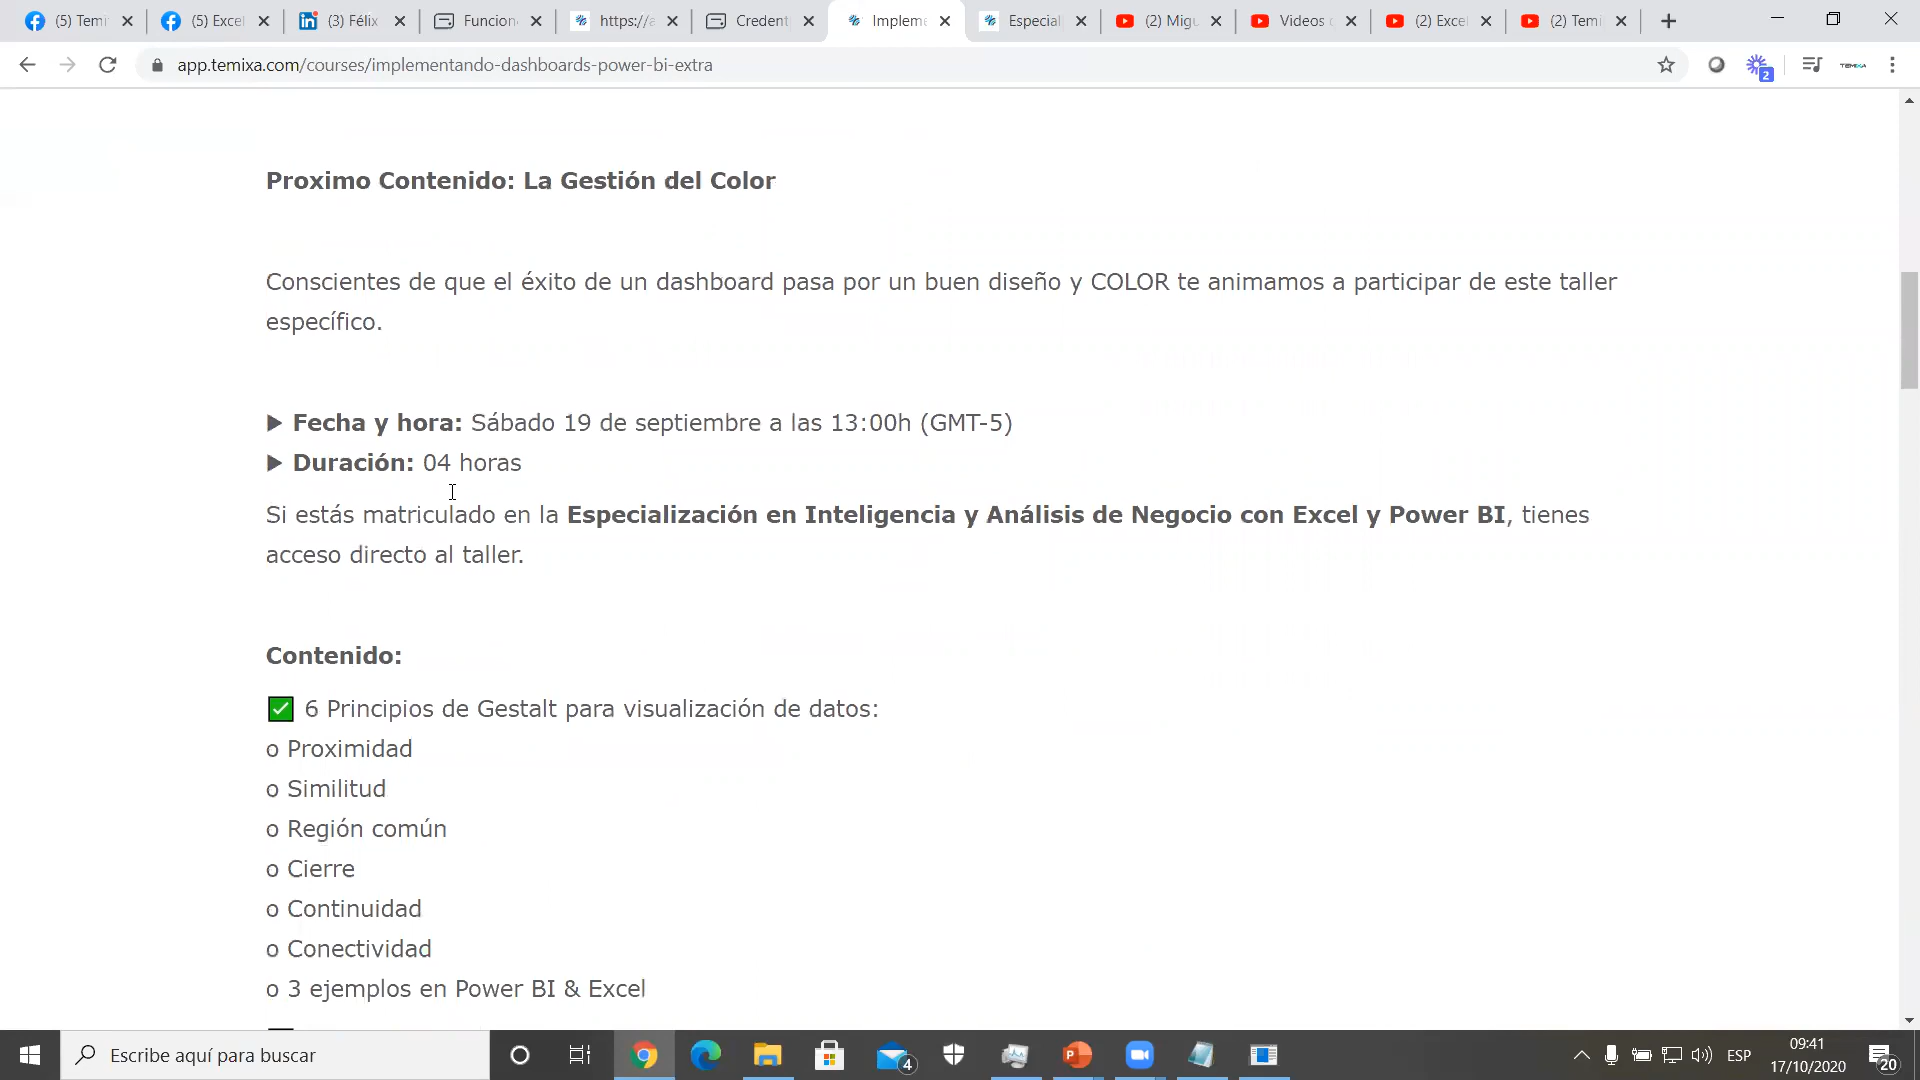 (5) Temi
(5) Excel
(3) Félix
Funcion
https://a
Credent
Impleme
Especial
(2) Migu
Videos
(2) Exce
(2) Temi
app.temixa.com/courses/implementando-dashboards-power-bi-extra
2
TEMIXA
Proximo Contenido: La Gestión del Color
Conscientes de que el éxito de un dashboard pasa por un buen diseño y COLOR te animamos a participar de este taller
específico.
► Fecha y hora: Sábado 19 de septiembre a las 13:00h (GMT-5)
► Duración: 04 horas
Si estás matriculado en la Especialización en Inteligencia y Análisis de Negocio con Excel y Power BI, tienes
acceso directo al taller.
Contenido:
✅ 6 Principios de Gestalt para visualización de datos:
o Proximidad
o Similitud
o Región común
o Cierre
o Continuidad
o Conectividad
o 3 ejemplos en Power BI & Excel
Escribe aquí para buscar
4
ESP
09:41
17/10/2020
20